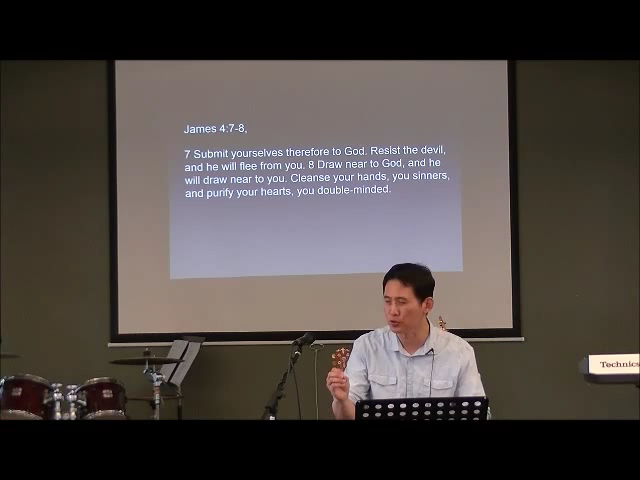 James 4:7-8,
7 Submit yourselves therefore to God. Resist the devil,
and he will flee from you. 8 Draw near to God, and he
will draw near to you. Cleanse your hands, you sinners,
and purify your hearts, you double-minded.
Technics